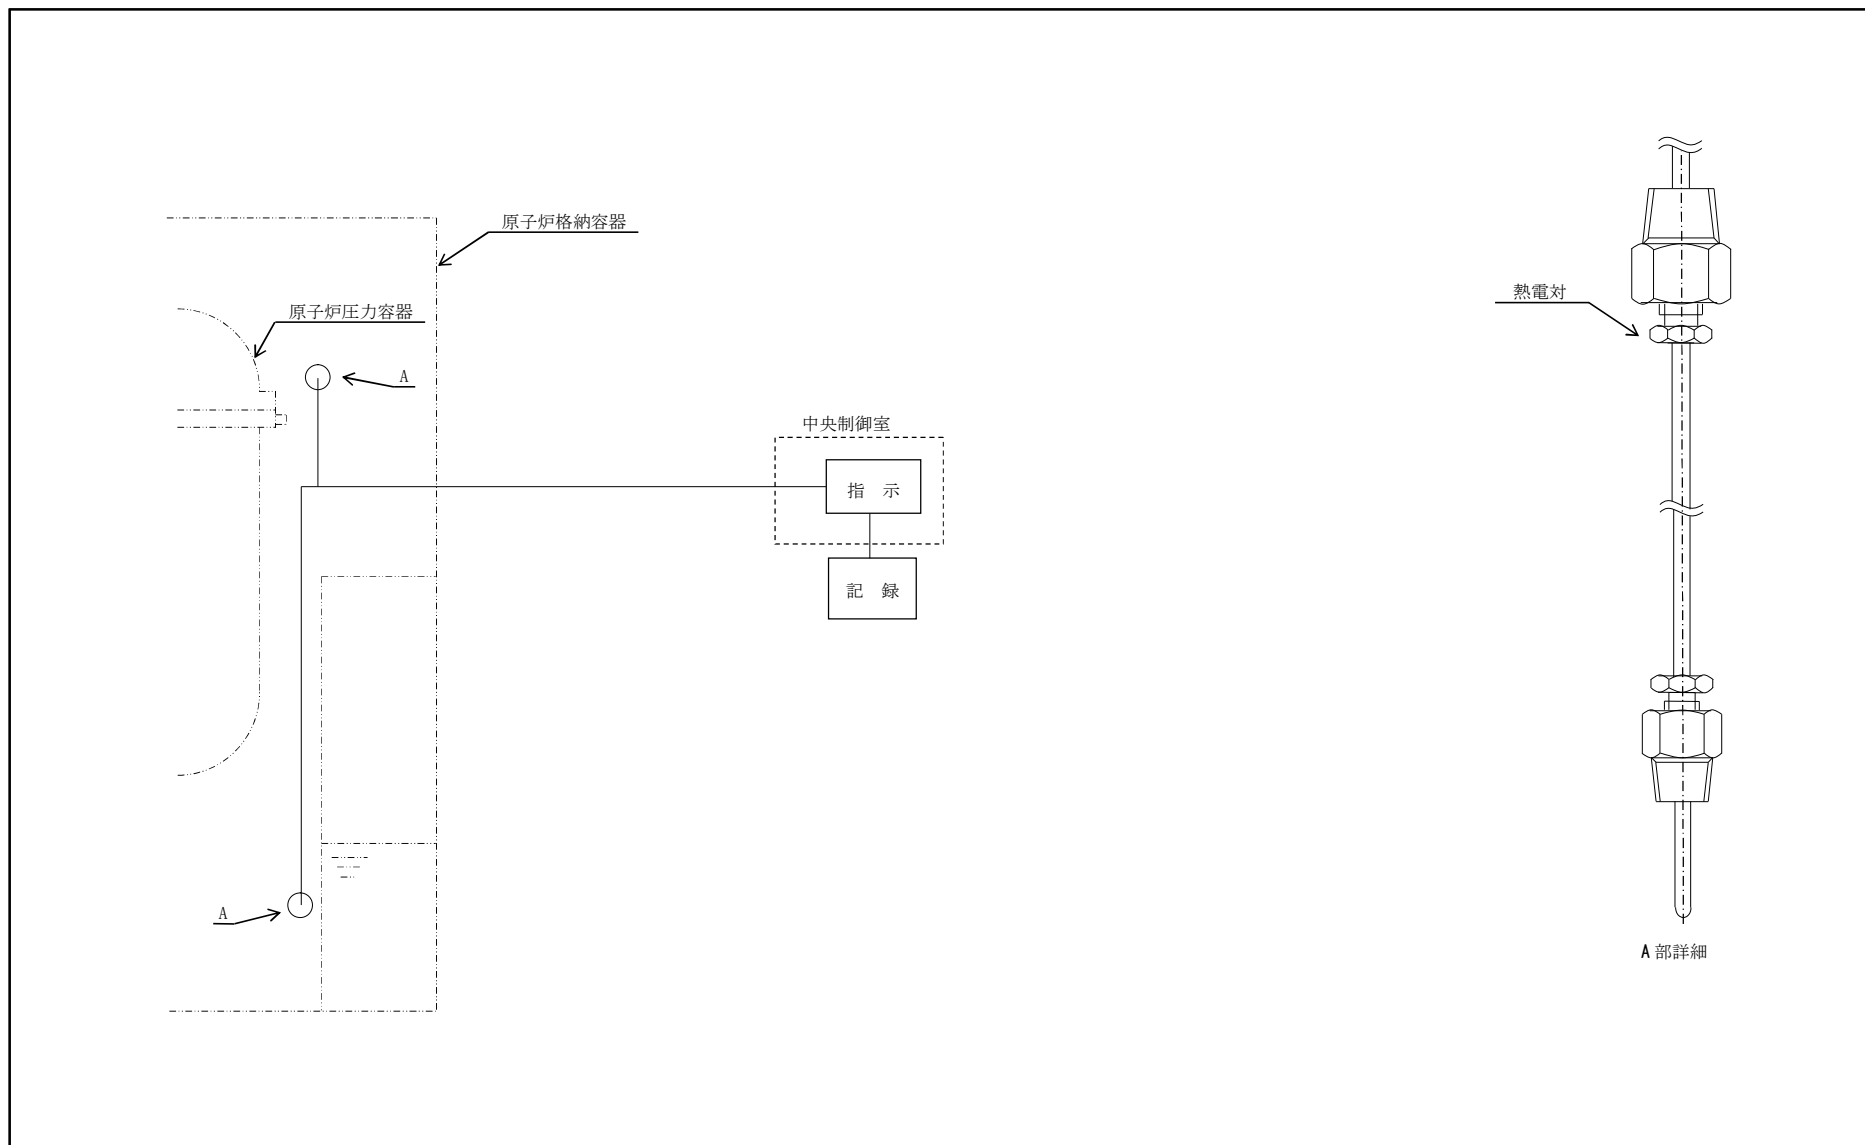 原子炉格納容器
原子炉圧力容器
A
中央制御室
指 示
記 録
A
熱電対
A 部詳細